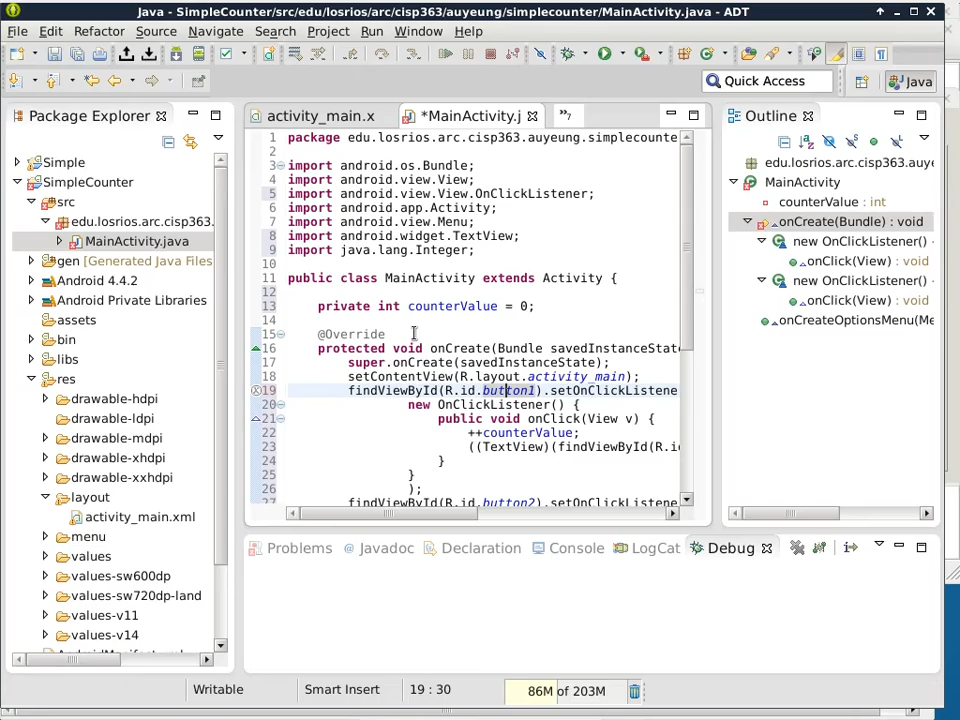 Java - SimpleCounter/src/edu/losrios/arc/cisp363/auyeung/simplecounter/MainActivity.java - ADT
File Edit Refactor Source Navigate Search Project Run Window Help
Quick Access
Java
Package Explorer
Simple
SimpleCounter
src
edu.losrios.arc.cisp363.
MainActivity.java
gen [Generated Java Files
Android 4.4.2
Android Private Libraries
assets
bin
libs
res
drawable-hdpi
drawable-ldpi
drawable-mdpi
drawable-xhdpi
drawable-xxhdpi
layout
activity_main.xml
menu
values
values-sw600dp
values-sw720dp-land
values-v11
values-v14
activity_main.x
*MainActivity.j
»7
1 package edu.losrios.arc.cisp363.auyeung.simplecounter
2
3 import android.os.Bundle;
4 import android.view.View;
5 import android.view.View.OnClickListener;
6 import android.app.Activity;
7 import android.view.Menu;
8 import android.widget.TextView;
9 import java.lang.Integer;
10
11 public class MainActivity extends Activity {
12
13 private int counterValue = 0;
14
15 @Override
16 protected void onCreate(Bundle savedInstanceState
17 super.onCreate(savedInstanceState);
18 setContentView(R.layout.activity_main);
19 findViewById(R.id.button1).setOnClickListene
20 new OnClickListener() {
21 public void onClick(View v) {
22 ++counterValue;
23 ((TextView)(findViewById(R.id
24 }
25 }
26 );
27 findViewById(R.id.button2).setOnClickListene
Outline
edu.losrios.arc.cisp363.auye
MainActivity
counterValue : int
onCreate(Bundle) : void
new OnClickListener()
onClick(View) : void
new OnClickListener()
onClick(View) : void
onCreateOptionsMenu(Me
Problems
@ Javadoc
Declaration
Console
LogCat
Debug
Writable
Smart Insert
19 : 30
86M of 203M